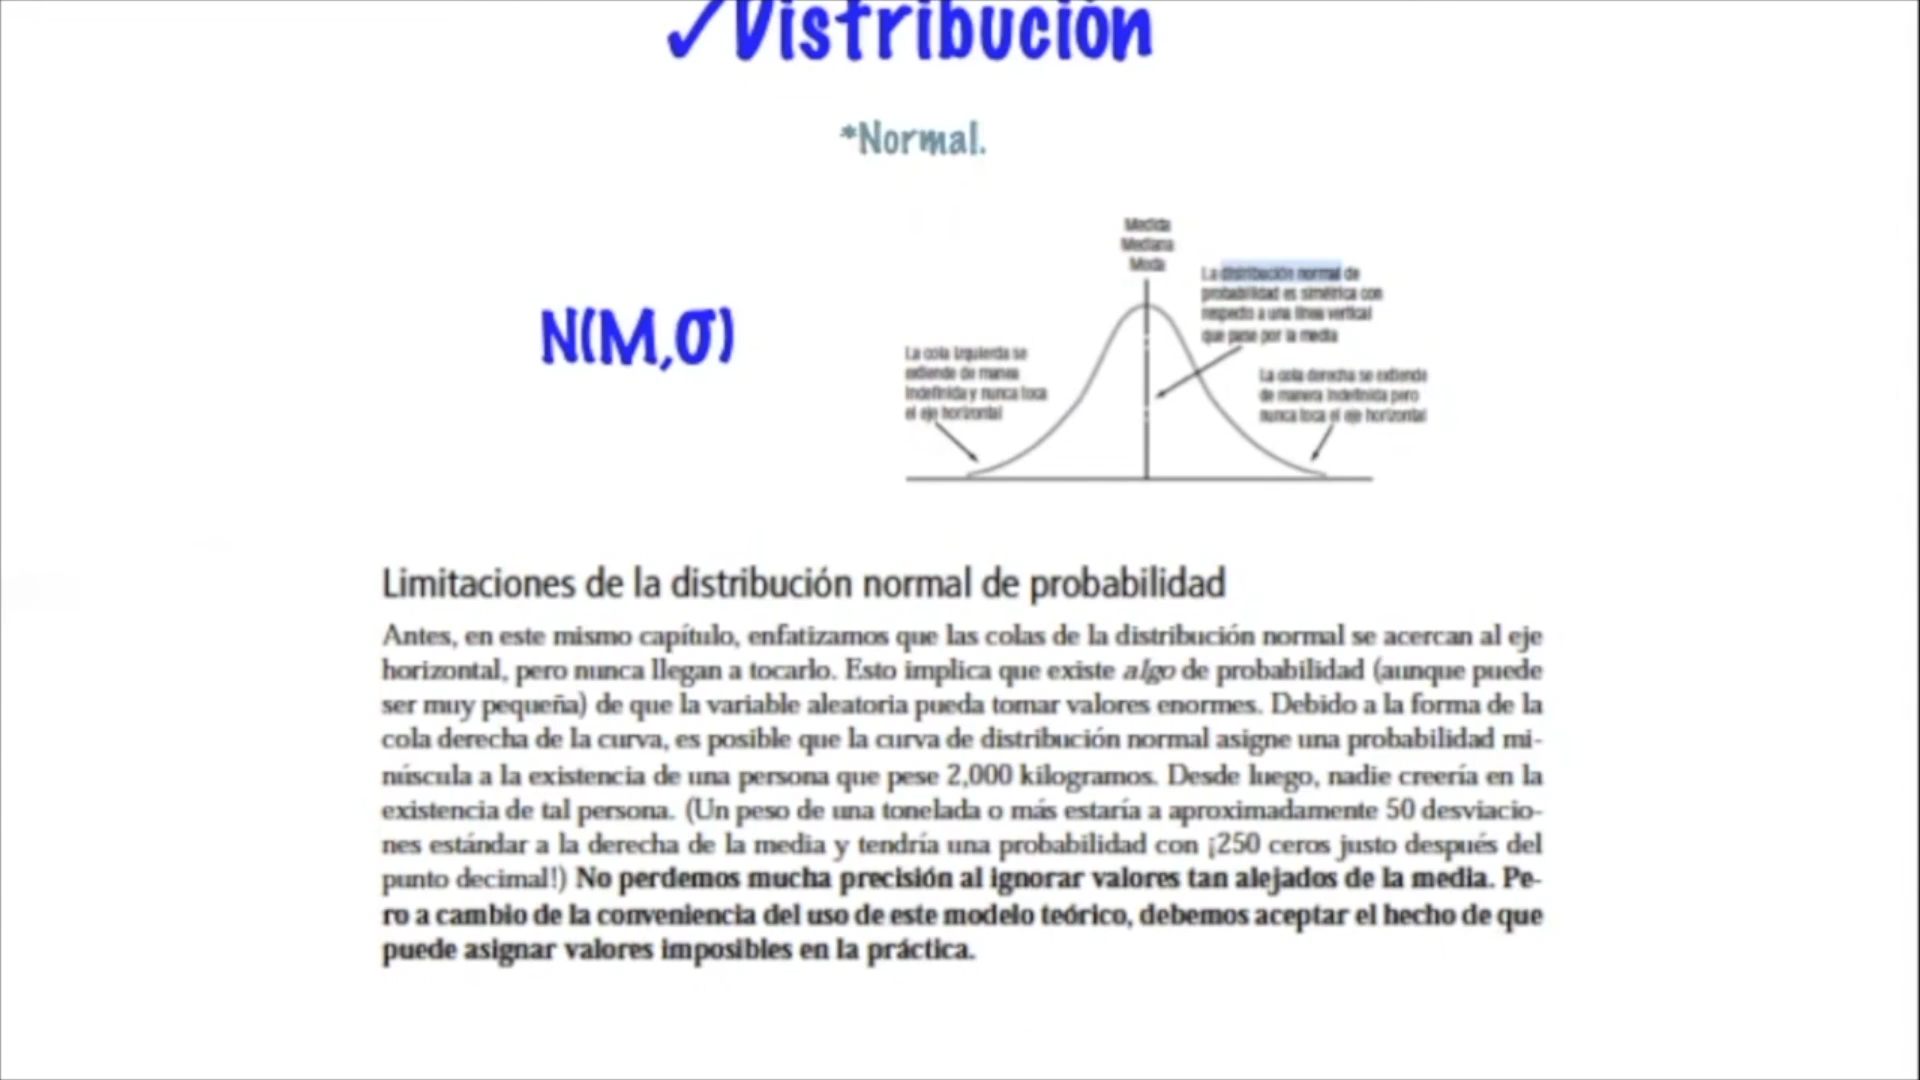 ✓Distribución
*Normal.
N(M,σ)
Medida
Mediana
Moda
La distribución normal de
probabilidad es simétrica con
respecto a una línea vertical
que pase por la media
La cola izquierda se
extiende de manera
indefinida y nunca toca
el eje horizontal
La cola derecha se extiende
de manera indefinida pero
nunca toca el eje horizontal
Limitaciones de la distribución normal de probabilidad
Antes, en este mismo capítulo, enfatizamos que las colas de la distribución normal se acercan al eje
horizontal, pero nunca llegan a tocarlo. Esto implica que existe algo de probabilidad (aunque puede
ser muy pequeña) de que la variable aleatoria pueda tomar valores enormes. Debido a la forma de la
cola derecha de la curva, es posible que la curva de distribución normal asigne una probabilidad mi-
núscula a la existencia de una persona que pese 2,000 kilogramos. Desde luego, nadie creería en la
existencia de tal persona. (Un peso de una tonelada o más estaría a aproximadamente 50 desviacio-
nes estándar a la derecha de la media y tendría una probabilidad con ¡250 ceros justo después del
punto decimal!) No perdemos mucha precisión al ignorar valores tan alejados de la media. Pe-
ro a cambio de la conveniencia del uso de este modelo teórico, debemos aceptar el hecho de que
puede asignar valores imposibles en la práctica.